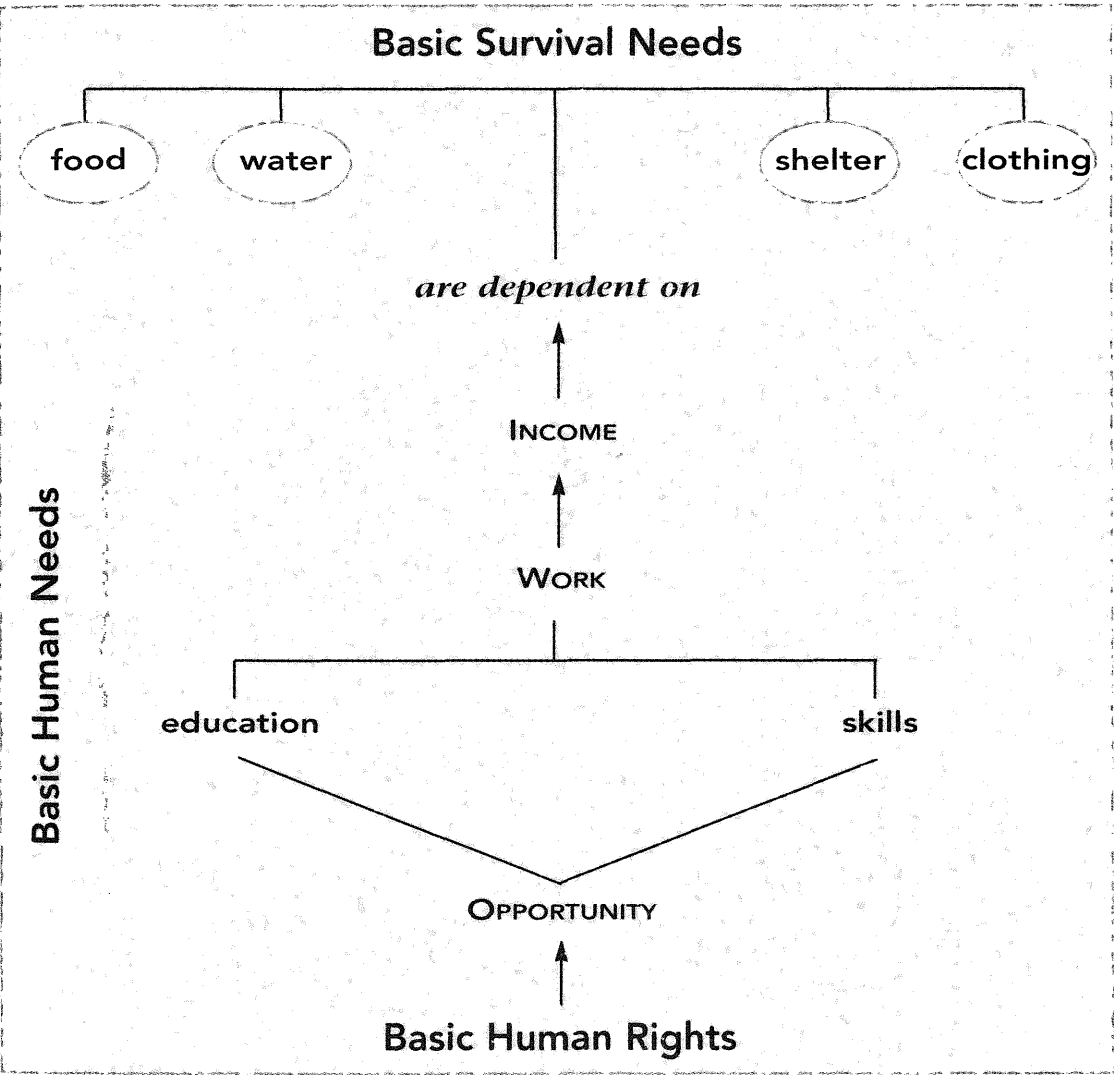 Basic Survival Needs
food
water
shelter
clothing
are dependent on
INCOME
WORK
Basic Human Needs
education
skills
OPPORTUNITY
Basic Human Rights